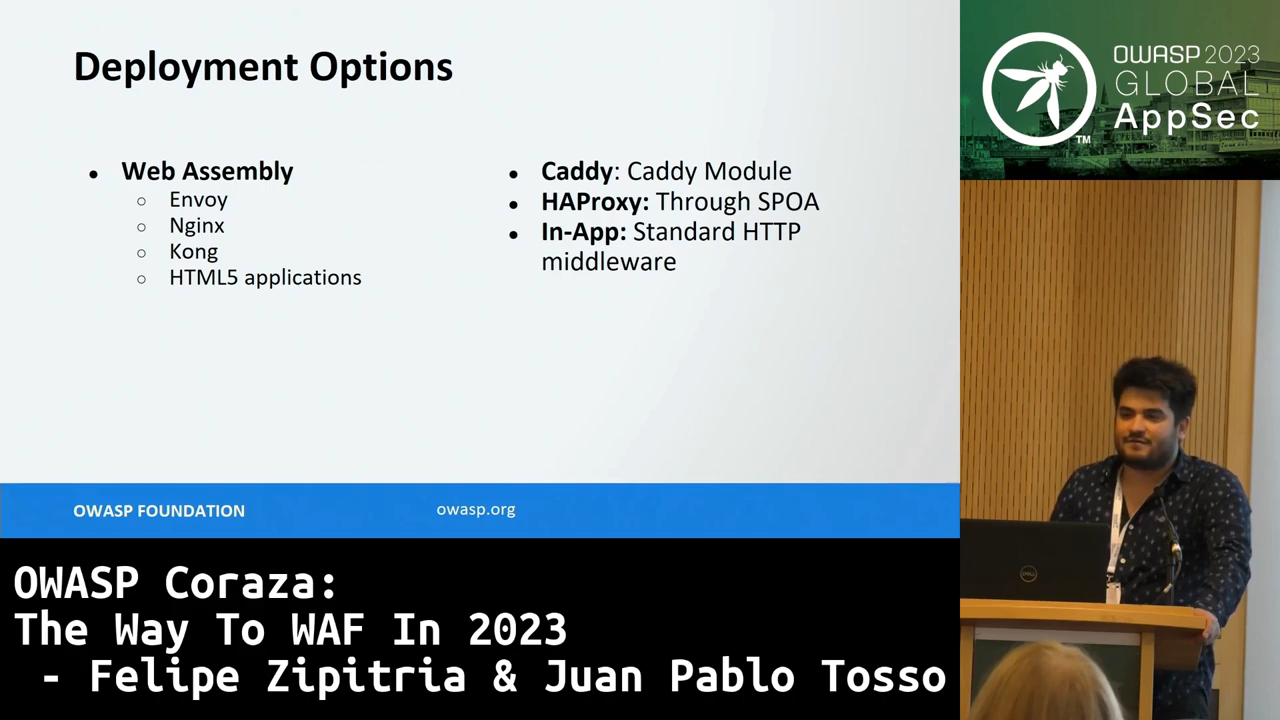 Deployment Options
● Web Assembly
○ Envoy
○ Nginx
○ Kong
○ HTML5 applications
● Caddy: Caddy Module
● HAProxy: Through SPOA
● In-App: Standard HTTP
middleware
OWASP FOUNDATION
owasp.org
OWASP 2023
GLOBAL
AppSec
TM
DELL
OWASP Coraza:
The Way To WAF In 2023
- Felipe Zipitria & Juan Pablo Tosso